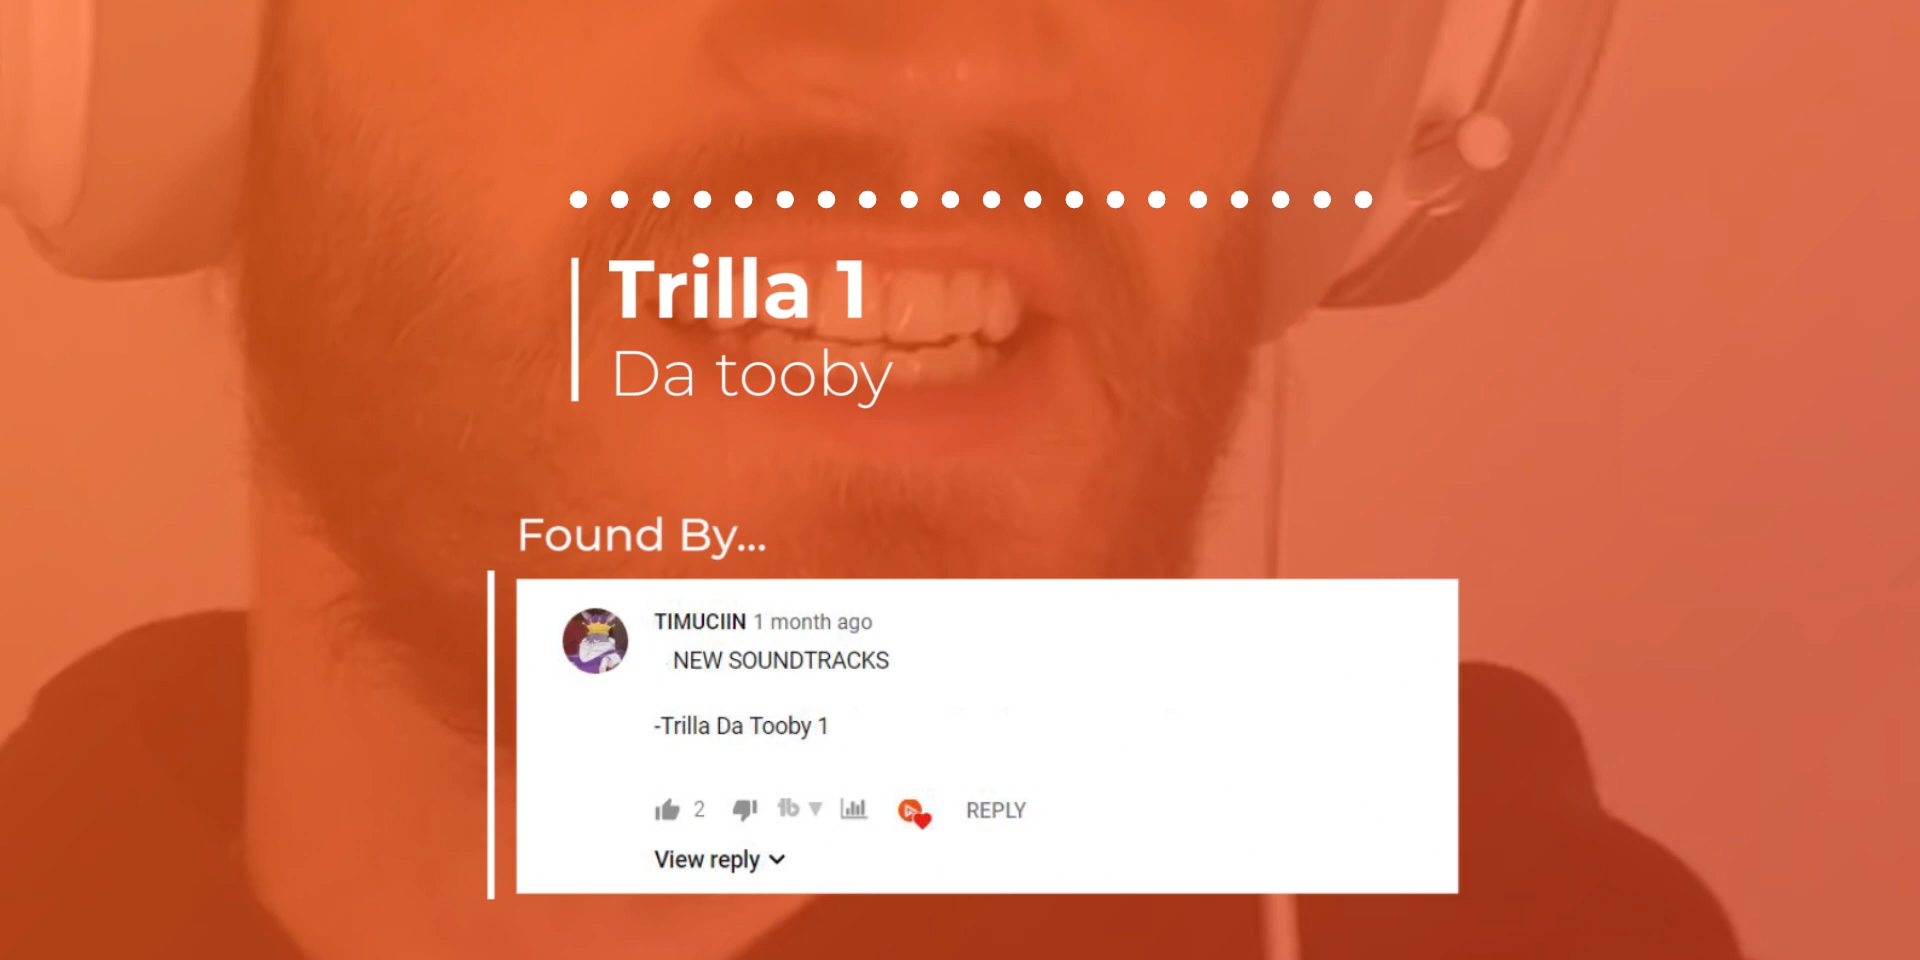 Trilla 1
Da tooby
Found By...
TIMUCIIN 1 month ago
NEW SOUNDTRACKS
-Trilla Da Tooby 1
2 tb REPLY
View reply